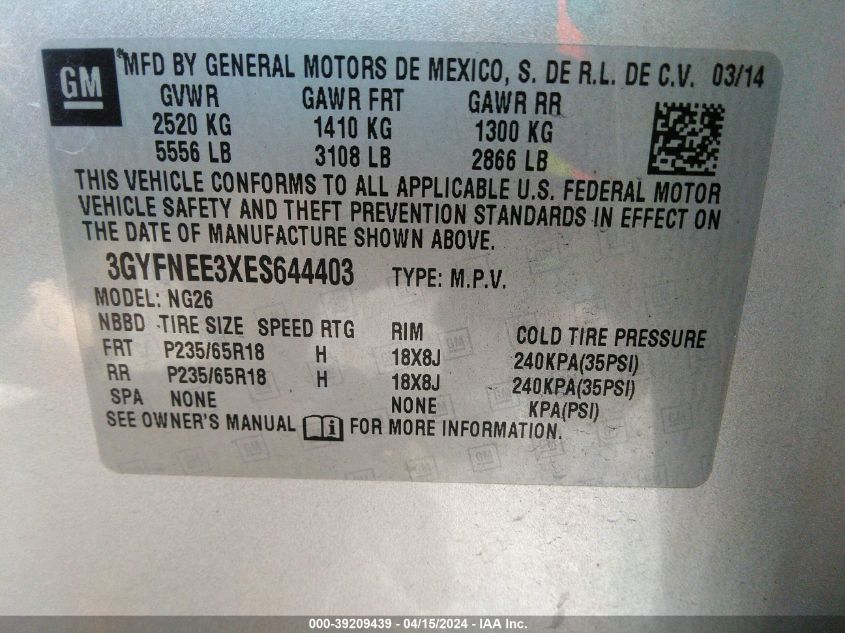 GM
*MFD BY GENERAL MOTORS DE MEXICO, S. DE R.L. DE C.V. 03/14
GVWR GAWR FRT GAWR RR
2520 KG 1410 KG 1300 KG
5556 LB 3108 LB 2866 LB
THIS VEHICLE CONFORMS TO ALL APPLICABLE U.S. FEDERAL MOTOR
VEHICLE SAFETY AND THEFT PREVENTION STANDARDS IN EFFECT ON
THE DATE OF MANUFACTURE SHOWN ABOVE.
3GYFNEE3XES644403 TYPE: M.P.V.
MODEL: NG26
NBBD TIRE SIZE SPEED RTG RIM COLD TIRE PRESSURE
FRT P235/65R18 H 18X8J 240KPA(35PSI)
RR P235/65R18 H 18X8J 240KPA(35PSI)
SPA NONE NONE KPA(PSI)
SEE OWNER'S MANUAL i FOR MORE INFORMATION.
000-39209439 - 04/15/2024 - IAA Inc.